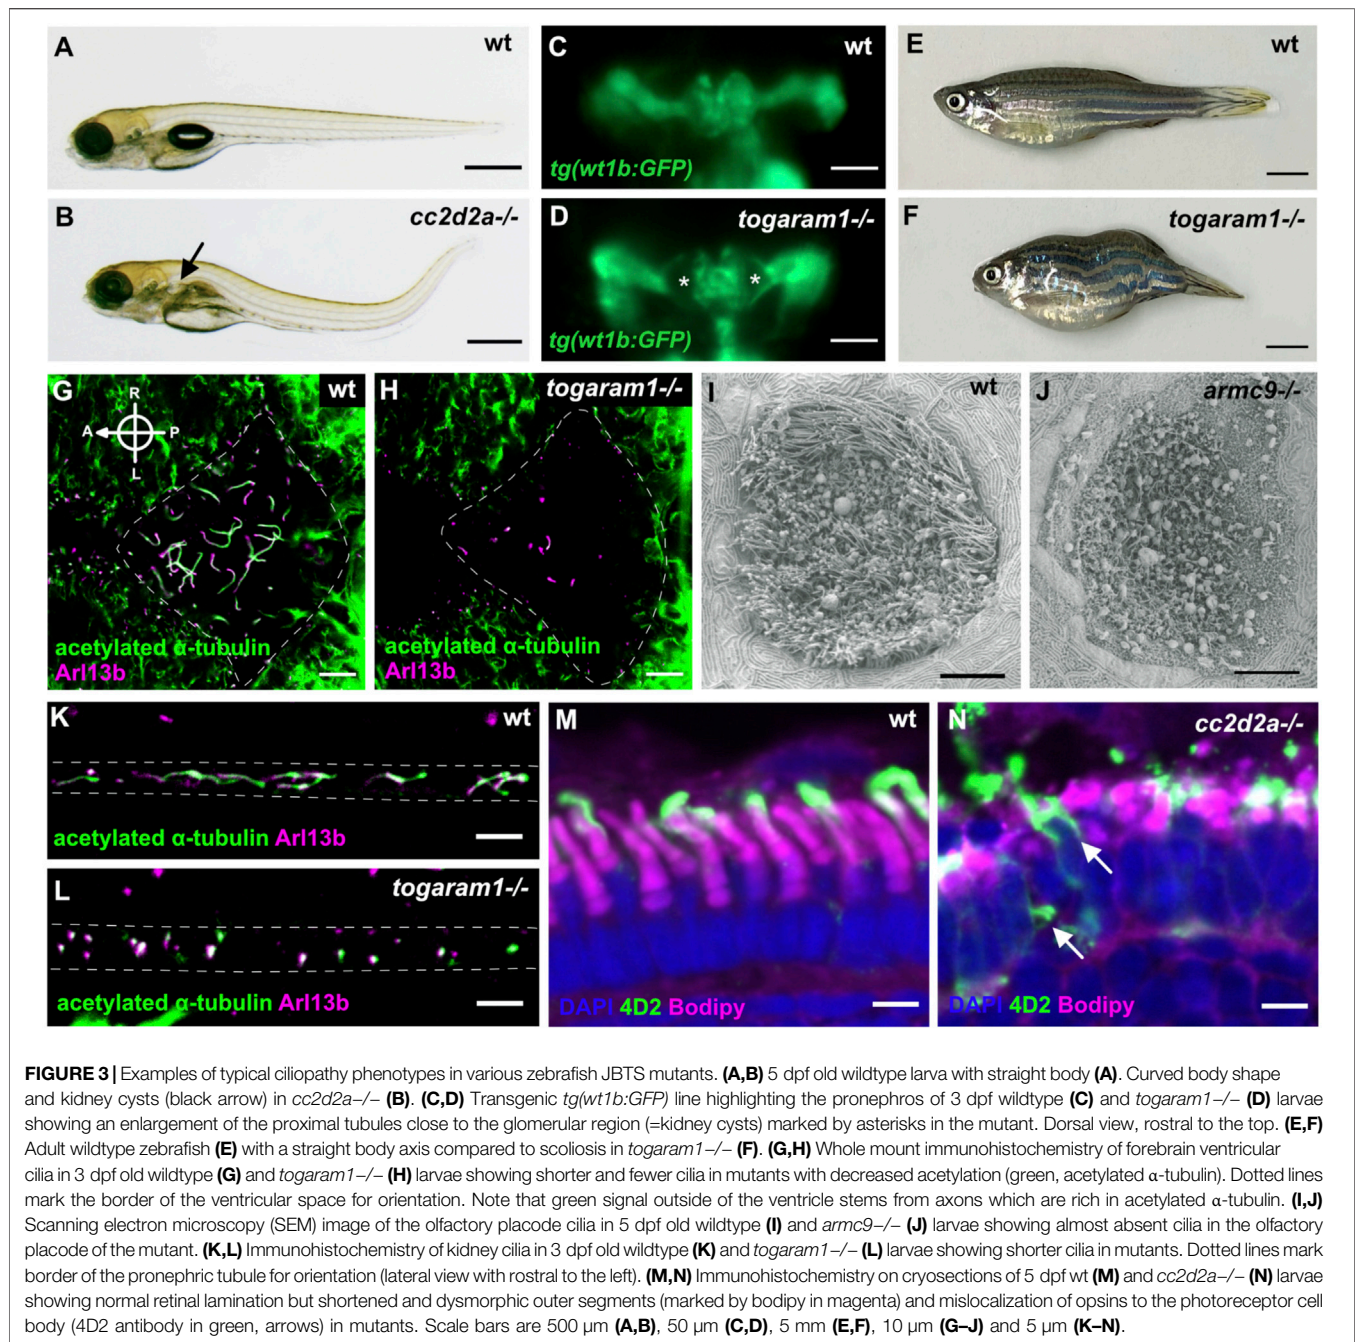 A wt
C wt
tg(wt1b:GFP)
E wt
B cc2d2a-/-
D togaram1-/-
* *
tg(wt1b:GFP)
F togaram1-/-
G wt
R
A P
L
acetylated α-tubulin
Arl13b
H togaram1-/-
acetylated α-tubulin
Arl13b
I wt
J armc9-/-
K wt
acetylated α-tubulin Arl13b
L togaram1-/-
acetylated α-tubulin Arl13b
M wt
DAPI 4D2 Bodipy
N cc2d2a-/-
DAPI 4D2 Bodipy
FIGURE 3 | Examples of typical ciliopathy phenotypes in various zebrafish JBTS mutants. (A,B) 5 dpf old wildtype larva with straight body (A). Curved body shape
and kidney cysts (black arrow) in cc2d2a–/– (B). (C,D) Transgenic tg(wt1b:GFP) line highlighting the pronephros of 3 dpf wildtype (C) and togaram1–/– (D) larvae
showing an enlargement of the proximal tubules close to the glomerular region (=kidney cysts) marked by asterisks in the mutant. Dorsal view, rostral to the top. (E,F)
Adult wildtype zebrafish (E) with a straight body axis compared to scoliosis in togaram1–/– (F). (G,H) Whole mount immunohistochemistry of forebrain ventricular
cilia in 3 dpf old wildtype (G) and togaram1–/– (H) larvae showing shorter and fewer cilia in mutants with decreased acetylation (green, acetylated α-tubulin). Dotted lines
mark the border of the ventricular space for orientation. Note that green signal outside of the ventricle stems from axons which are rich in acetylated α-tubulin. (I,J)
Scanning electron microscopy (SEM) image of the olfactory placode cilia in 5 dpf old wildtype (I) and armc9–/– (J) larvae showing almost absent cilia in the olfactory
placode of the mutant. (K,L) Immunohistochemistry of kidney cilia in 3 dpf old wildtype (K) and togaram1–/– (L) larvae showing shorter cilia in mutants. Dotted lines mark
border of the pronephric tubule for orientation (lateral view with rostral to the left). (M,N) Immunohistochemistry on cryosections of 5 dpf wt (M) and cc2d2a–/– (N) larvae
showing normal retinal lamination but shortened and dysmorphic outer segments (marked by bodipy in magenta) and mislocalization of opsins to the photoreceptor cell
body (4D2 antibody in green, arrows) in mutants. Scale bars are 500 µm (A,B), 50 µm (C,D), 5 mm (E,F), 10 µm (G–J) and 5 µm (K–N).